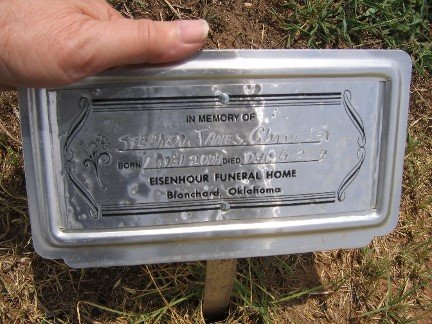 IN MEMORY OF
STEPHEN JAMES
BORN DIED
EISENHOUR FUNERAL HOME
Blanchard, Oklahoma